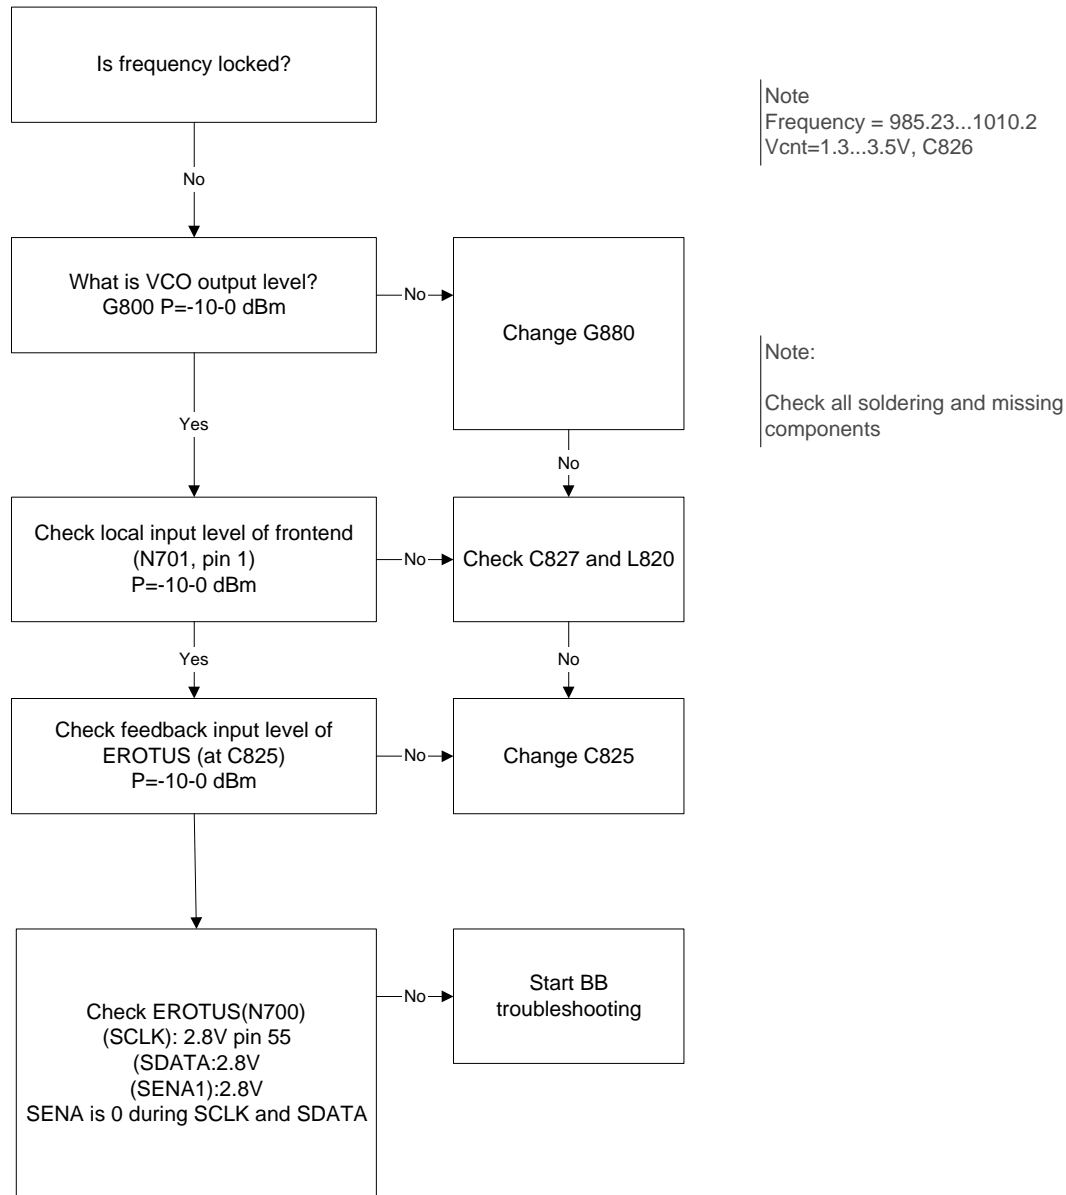 Is frequency locked?
Note
Frequency = 985.23...1010.2
Vcnt=1.3...3.5V, C826
No
What is VCO output level?
G800 P=-10-0 dBm
No
Change G880
Note:
Check all soldering and missing
components
Yes
No
Check local input level of frontend
(N701, pin 1)
P=-10-0 dBm
No
Check C827 and L820
Yes
No
Check feedback input level of
EROTUS (at C825)
P=-10-0 dBm
No
Change C825
Check EROTUS(N700)
(SCLK): 2.8V pin 55
(SDATA:2.8V
(SENA1):2.8V
SENA is 0 during SCLK and SDATA
No
Start BB
troubleshooting